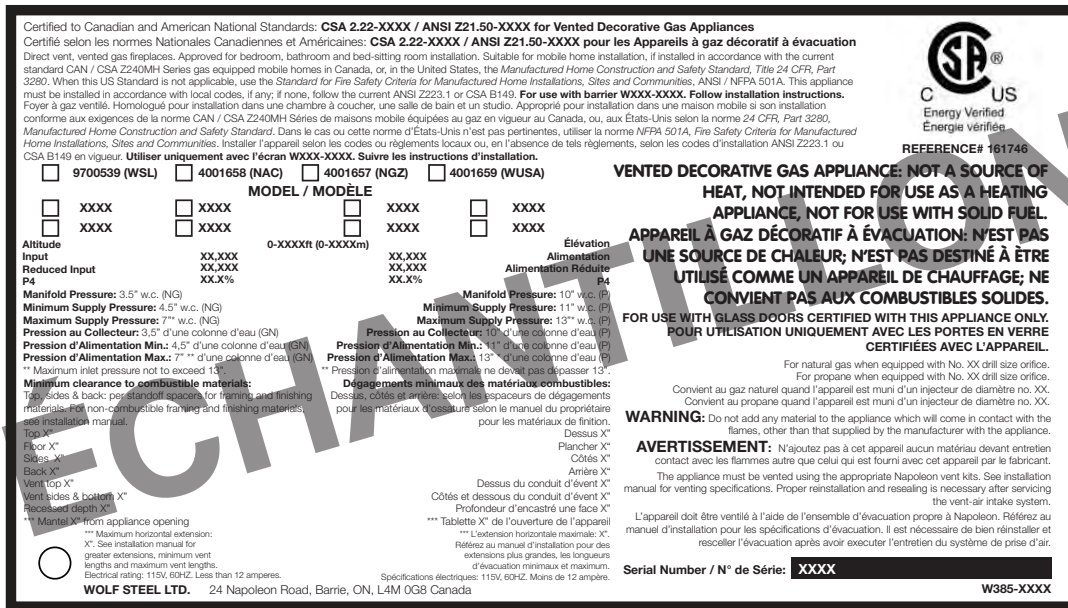 Certified to Canadian and American National Standards: CSA 2.22-XXXX / ANSI Z21.50-XXXX for Vented Decorative Gas Appliances
Certifié selon les normes Nationales Canadiennes et Américaines: CSA 2.22-XXXX / ANSI Z21.50-XXXX pour les Appareils à gaz décoratif à évacuation
Direct vent, vented gas fireplaces. Approved for bedroom, bathroom and bed-sitting room installation. Suitable for mobile home installation, if installed in accordance with the current
standard CAN / CSA Z240MH Series gas equipped mobile homes in Canada, or, in the United States, the Manufactured Home Construction and Safety Standard, Title 24 CFR, Part
3280. When this US Standard is not applicable, use the Standard for Fire Safety Criteria for Manufactured Home Installations, Sites and Communities, ANSI / NFPA 501A. This appliance
must be installed in accordance with local codes, if any; if none, follow the current ANSI Z223.1 or CSA B149. For use with barrier WXXX-XXXX. Follow installation instructions.
Foyer à gaz ventilé. Homologué pour installation dans une chambre à coucher, une salle de bain et un studio. Approprié pour installation dans une maison mobile si son installation
conforme aux exigences de la norme CAN / CSA Z240MH Séries de maisons mobiles équipées au gaz en vigueur au Canada, ou, aux États-Unis selon la norme 24 CFR, Part 3280,
Manufactured Home Construction and Safety Standard. Dans le cas ou cette norme d'États-Unis n'est pas pertinentes, utiliser la norme NFPA 501A, Fire Safety Criteria for Manufactured
Home Installations, Sites and Communities. Installer l'appareil selon les codes ou règlements locaux ou, en l'absence de tels règlements, selon les codes d'installation ANSI Z223.1 ou
CSA B149 en vigueur. Utiliser uniquement avec l'écran WXXX-XXXX. Suivre les instructions d'installation.
CSA ®
C US
Energy Verified
Énergie vérifiée
REFERENCE# 161746
9700539 (WSL) 4001658 (NAC) 4001657 (NGZ) 4001659 (WUSA)
MODEL / MODÈLE
XXXX XXXX XXXX XXXX
XXXX XXXX XXXX XXXX
Altitude 0-XXXXft (0-XXXXm) Élévation
Input XX,XXX XX,XXX Alimentation
Reduced Input XX,XXX XX,XXX Alimentation Réduite
P4 XX.X% XX.X% P4
Manifold Pressure: 3.5" w.c. (NG) Manifold Pressure: 10" w.c. (P)
Minimum Supply Pressure: 4.5" w.c. (NG) Minimum Supply Pressure: 11" w.c. (P)
Maximum Supply Pressure: 7"* w.c. (NG) Maximum Supply Pressure: 13"* w.c. (P)
Pression au Collecteur: 3,5" d'une colonne d'eau (GN) Pression au Collecteur: 10" d'une colonne d'eau (P)
Pression d'Alimentation Min.: 4,5" d'une colonne d'eau (GN) Pression d'Alimentation Min.: 11" d'une colonne d'eau (P)
Pression d'Alimentation Max.: 7" ** d'une colonne d'eau (GN) Pression d'Alimentation Max.: 13" * d'une colonne d'eau (P)
** Maximum inlet pressure not to exceed 13". ** Pression d'alimentation maximale ne devait pas dépasser 13".
Minimum clearance to combustible materials: Dégagements minimaux des matériaux combustibles:
Top, sides & back: per standoff spacers for framing and finishing Dessus, côtés et arrière: selon les espaceurs de dégagements
materials. For non-combustible framing and finishing materials, pour les matériaux d'ossature selon le manuel du propriétaire
see installation manual. pour les matériaux de finition.
Top X" Dessus X"
Floor X" Plancher X"
Sides X" Côtés X"
Back X" Arrière X"
Vent top X" Dessus du conduit d'évent X"
Vent sides & bottom X" Côtés et dessous du conduit d'évent X"
Recessed depth X" Profondeur d'encastré une face X"
*** Mantel X" from appliance opening *** Tablette X" de l'ouverture de l'appareil
*** Maximum horizontal extension: *** L'extension horizontale maximale: X".
X". See installation manual for Référez au manuel d'installation pour des
greater extensions, minimum vent extensions plus grandes, les longueurs
lengths and maximum vent lengths. d'évacuation minimaux et maximum.
Electrical rating: 115V, 60HZ. Less than 12 amperes. Spécifications électriques: 115V, 60HZ. Moins de 12 ampère.
WOLF STEEL LTD. 24 Napoleon Road, Barrie, ON, L4M 0G8 Canada
VENTED DECORATIVE GAS APPLIANCE: NOT A SOURCE OF
HEAT, NOT INTENDED FOR USE AS A HEATING
APPLIANCE, NOT FOR USE WITH SOLID FUEL.
APPAREIL À GAZ DÉCORATIF À ÉVACUATION: N'EST PAS
UNE SOURCE DE CHALEUR; N'EST PAS DESTINÉ À ÈTRE
UTILISÉ COMME UN APPAREIL DE CHAUFFAGE; NE
CONVIENT PAS AUX COMBUSTIBLES SOLIDES.
FOR USE WITH GLASS DOORS CERTIFIED WITH THIS APPLIANCE ONLY.
POUR UTILISATION UNIQUEMENT AVEC LES PORTES EN VERRE
CERTIFIÉES AVEC L'APPAREIL.
For natural gas when equipped with No. XX drill size orifice.
For propane when equipped with No. XX drill size orifice.
Convient au gaz naturel quand l'appareil est muni d'un injecteur de diamètre no. XX.
Convient au propane quand l'appareil est muni d'un injecteur de diamètre no. XX.
WARNING: Do not add any material to the appliance which will come in contact with the
flames, other than that supplied by the manufacturer with the appliance.
AVERTISSEMENT: N'ajoutez pas à cet appareil aucun matériau devant entretien
contact avec les flammes autre que celui qui est fourni avec cet appareil par le fabricant.
The appliance must be vented using the appropriate Napoleon vent kits. See installation
manual for venting specifications. Proper reinstallation and resealing is necessary after servicing
the vent-air intake system.
L'appareil doit être ventilé à l'aide de l'ensemble d'évacuation propre à Napoleon. Référez au
manuel d'installation pour les spécifications d'évacuation. Il est nécessaire de bien réinstaller et
resceller l'évacuation après avoir executer l'entretien du système de prise d'air.
Serial Number / N° de Série: XXXX
W385-XXXX
ÉCHANTILLON